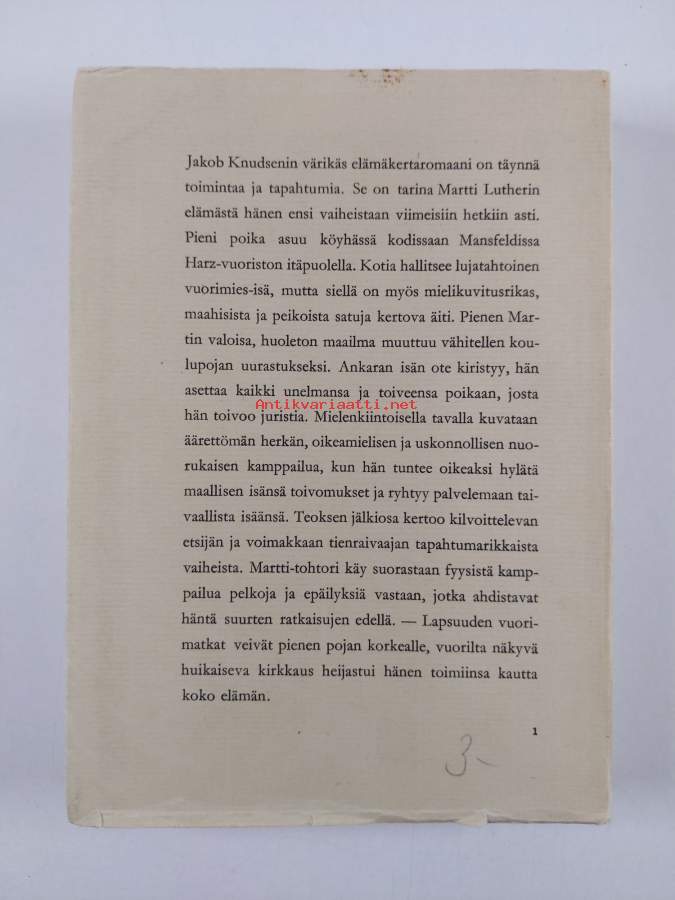 Jakob Knudsenin värikäs elämäkertaromaani on täynnä
toimintaa ja tapahtumia. Se on tarina Martti Lutherin
elämästä hänen ensi vaiheistaan viimeisiin hetkiin asti.
Pieni poika asuu köyhässä kodissaan Mansfeldissa
Harz-vuoriston itäpuolella. Kotia hallitsee lujatahtoinen
vuorimies-isä, mutta siellä on myös mielikuvitusrikas,
maahisista ja peikoista satuja kertova äiti. Pienen Mar-
tin valoisa, huoleton maailma muuttuu vähitellen kou-
lupojan uurastukseksi. Ankaran isän ote kiristyy, hän
asettaa kaikki unelmansa ja toiveensa poikaan, josta
Antikvariaatti.net
hän toivoo juristia. Mielenkiintoisella tavalla kuvataan
äärettömän herkän, oikeamielisen ja uskonnollisen nuo-
rukaisen kamppailua, kun hän tuntee oikeaksi hylätä
maallisen isänsä toivomukset ja ryhtyy palvelemaan tai-
vaallista isäänsä. Teoksen jälkiosa kertoo kilvoittelevan
etsijän ja voimakkaan tienraivaajan tapahtumarikkaista
vaiheista. Martti-tohtori käy suorastaan fyysistä kamp-
pailua pelkoja ja epäilyksiä vastaan, jotka ahdistavat
häntä suurten ratkaisujen edellä. — Lapsuuden vuori-
matkat veivät pienen pojan korkealle, vuorilta näkyvä
huikaiseva kirkkaus heijastui hänen toimiinsa kautta
koko elämän.
1
3-